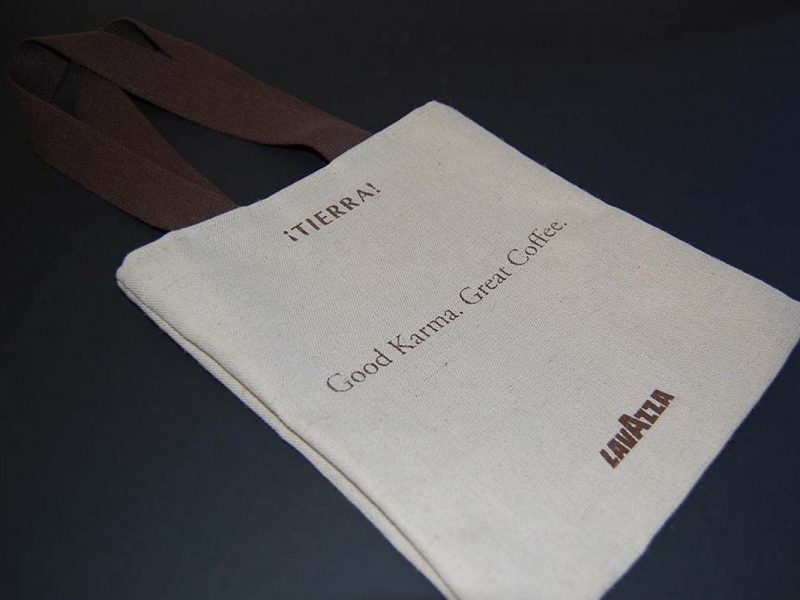 ¡TIERRA!
Good Karma. Great Coffee.
LAVAZZA